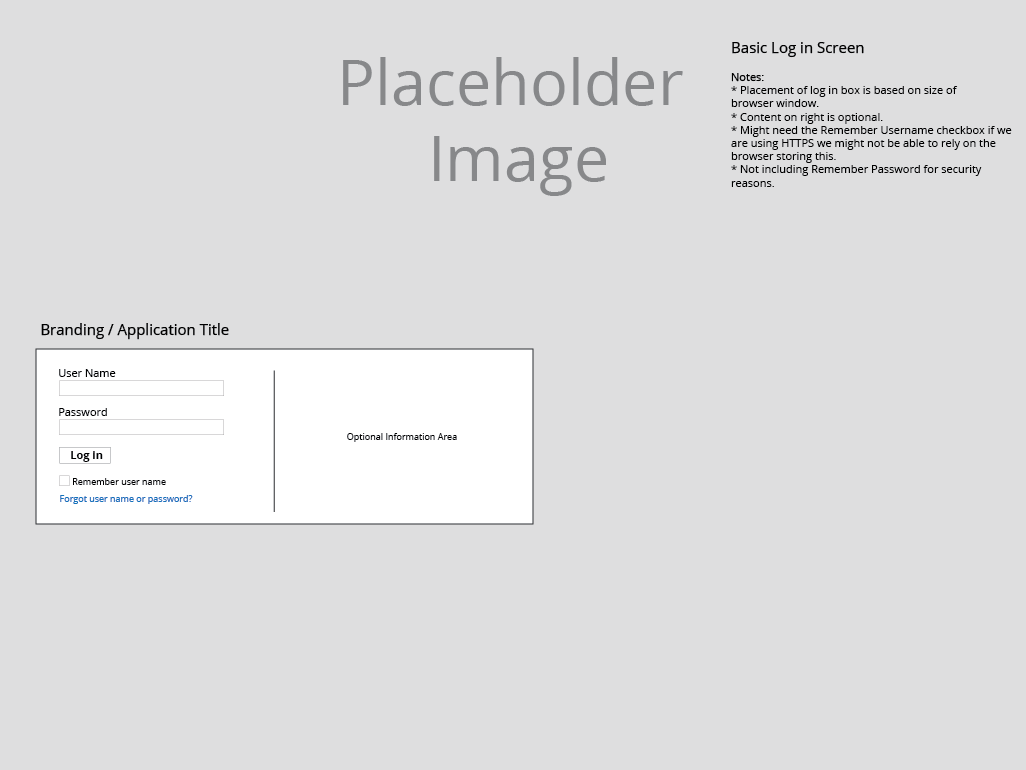 Placeholder
Image
Basic Log in Screen
Notes:
* Placement of log in box is based on size of
browser window.
* Content on right is optional.
* Might need the Remember Username checkbox if we
are using HTTPS we might not be able to rely on the
browser storing this.
* Not including Remember Password for security
reasons.
Branding / Application Title
User Name
Password
Log In
Remember user name
Forgot user name or password?
Optional Information Area